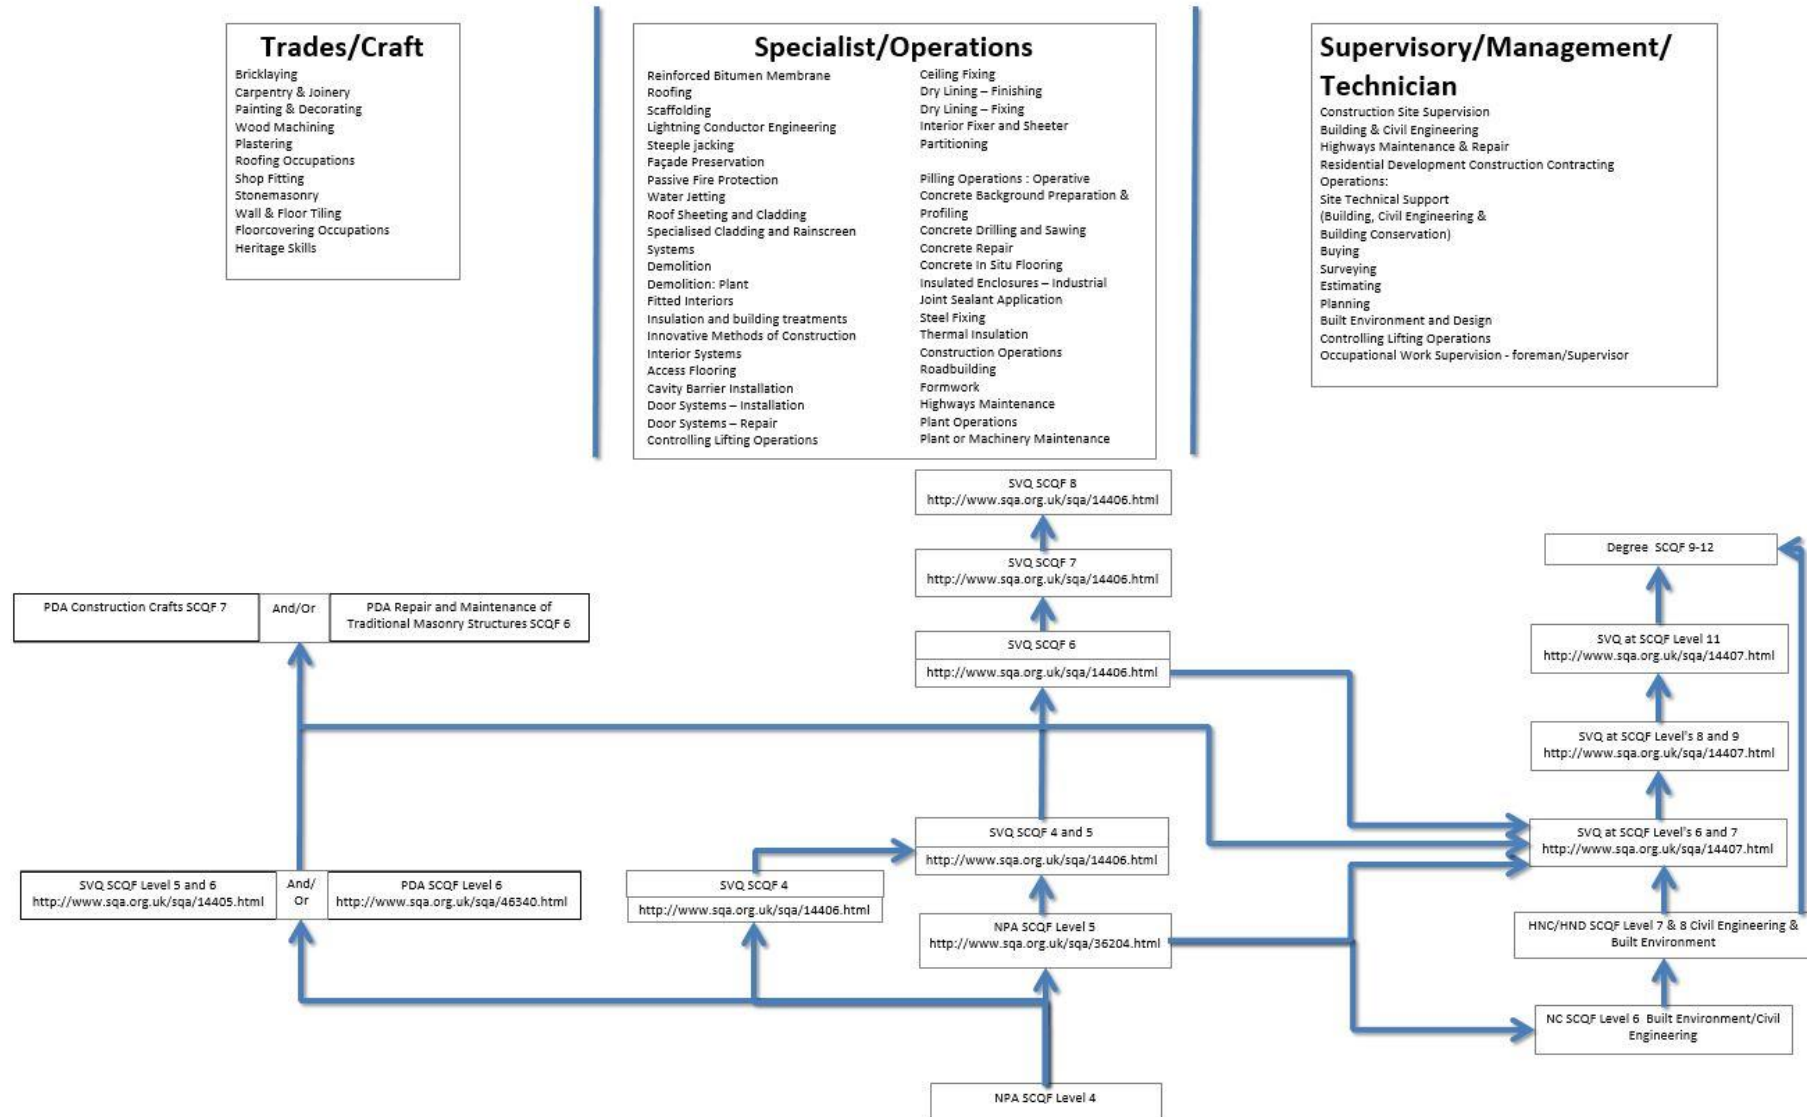 Trades/Craft
Bricklaying
Carpentry & Joinery
Painting & Decorating
Wood Machining
Plastering
Roofing Occupations
Shop Fitting
Stonemasonry
Wall & Floor Tiling
Floorcovering Occupations
Heritage Skills
Specialist/Operations
Reinforced Bitumen Membrane
Roofing
Scaffolding
Lightning Conductor Engineering
Steeple jacking
Façade Preservation
Passive Fire Protection
Water Jetting
Roof Sheeting and Cladding
Specialised Cladding and Rainscreen
Systems
Demolition
Demolition: Plant
Fitted Interiors
Insulation and building treatments
Innovative Methods of Construction
Interior Systems
Access Flooring
Cavity Barrier Installation
Door Systems – Installation
Door Systems – Repair
Controlling Lifting Operations
Ceiling Fixing
Dry Lining – Finishing
Dry Lining – Fixing
Interior Fixer and Sheeter
Partitioning
Pilling Operations : Operative
Concrete Background Preparation &
Profiling
Concrete Drilling and Sawing
Concrete Repair
Concrete In Situ Flooring
Insulated Enclosures – Industrial
Joint Sealant Application
Steel Fixing
Thermal Insulation
Construction Operations
Roadbuilding
Formwork
Highways Maintenance
Plant Operations
Plant or Machinery Maintenance
Supervisory/Management/
Technician
Construction Site Supervision
Building & Civil Engineering
Highways Maintenance & Repair
Residential Development Construction Contracting
Operations:
Site Technical Support
(Building, Civil Engineering &
Building Conservation)
Buying
Surveying
Estimating
Planning
Built Environment and Design
Controlling Lifting Operations
Occupational Work Supervision - foreman/Supervisor
SVQ SCQF 8
http://www.sqa.org.uk/sqa/14406.html
SVQ SCQF 7
http://www.sqa.org.uk/sqa/14406.html
Degree SCQF 9-12
PDA Construction Crafts SCQF 7
And/Or
PDA Repair and Maintenance of
Traditional Masonry Structures SCQF 6
SVQ SCQF 6
http://www.sqa.org.uk/sqa/14406.html
SVQ at SCQF Level 11
http://www.sqa.org.uk/sqa/14407.html
SVQ at SCQF Level's 8 and 9
http://www.sqa.org.uk/sqa/14407.html
SVQ SCQF 4 and 5
http://www.sqa.org.uk/sqa/14406.html
SVQ at SCQF Level's 6 and 7
http://www.sqa.org.uk/sqa/14407.html
SVQ SCQF Level 5 and 6
http://www.sqa.org.uk/sqa/14405.html
And/
Or
PDA SCQF Level 6
http://www.sqa.org.uk/sqa/46340.html
SVQ SCQF 4
http://www.sqa.org.uk/sqa/14406.html
NPA SCQF Level 5
http://www.sqa.org.uk/sqa/36204.html
HNC/HND SCQF Level 7 & 8 Civil Engineering &
Built Environment
NC SCQF Level 6 Built Environment/Civil
Engineering
NPA SCQF Level 4